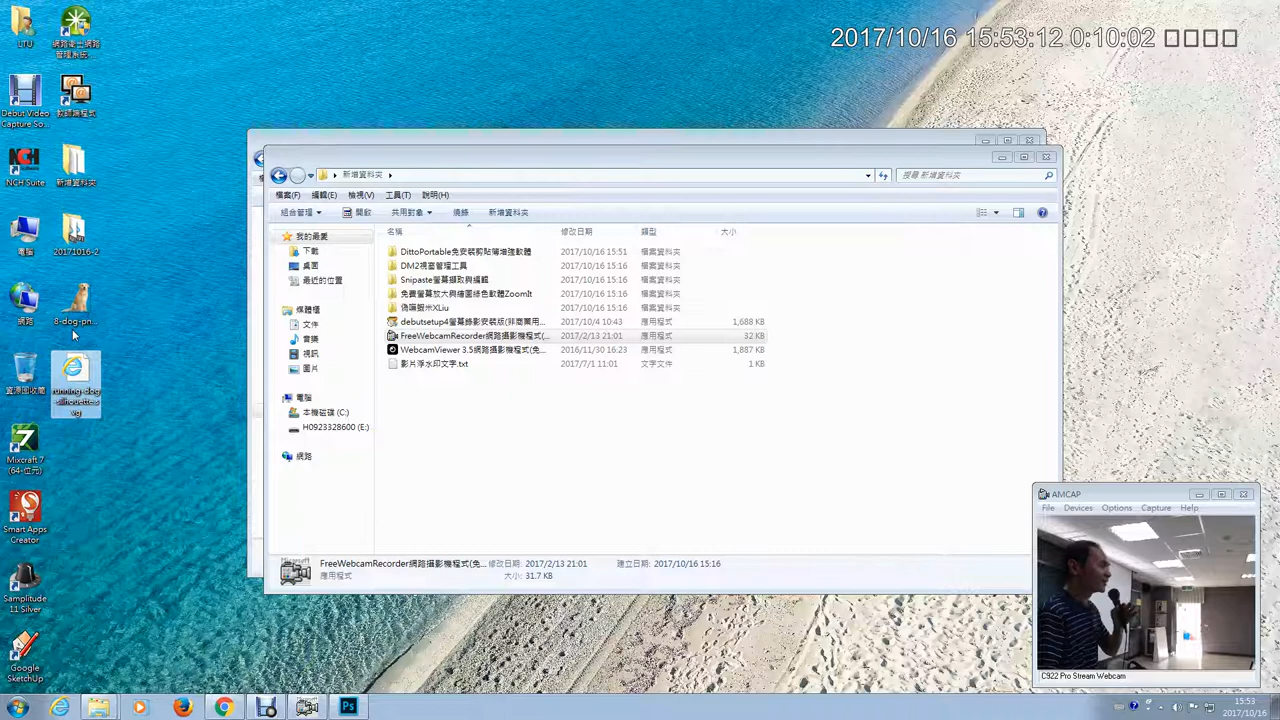 2017/10/16 15:53:12 0:10:02
UTU
網路衛士網路
管理系統-...
Debut Video
Capture So...
教師端程式
NCH Suite
新增資料夾
電腦
20171016-2
網路
8-dog-pn...
資源回收筒
running-dog
-silhouette.s
vg
Mixcraft 7
(64-位元)
Smart Apps
Creator
Samplitude
11 Silver
Google
SketchUp
新增資料夾
搜尋 新增資料夾
檔案(F) 編輯(E) 檢視(V) 工具(T) 說明(H)
組合管理 開啟 共用對象 燒錄 新增資料夾
名稱 修改日期 類型 大小
我的最愛
下載
桌面
最近的位置
媒體櫃
文件
音樂
視訊
圖片
電腦
本機磁碟 (C:)
H0923328600 (E:)
網路
DittoPortable免安裝剪貼簿增強軟體 2017/10/16 15:51 檔案資料夾
DM2視窗管理工具 2017/10/16 15:16 檔案資料夾
Snipaste螢幕擷取與編輯 2017/10/16 15:16 檔案資料夾
免費螢幕放大與繪圖綠色軟體ZoomIt 2017/10/16 15:16 檔案資料夾
偽嘸蝦米XLiu 2017/10/16 15:16 檔案資料夾
debutsetup4螢幕錄影安裝版(非商業用... 2017/10/4 10:43 應用程式 1,688 KB
FreeWebcamRecorder網路攝影機程式(... 2017/2/13 21:01 應用程式 32 KB
WebcamViewer 3.5網路攝影機程式(免... 2016/11/30 16:23 應用程式 1,887 KB
影片浮水印文字.txt 2017/7/1 11:01 文字文件 1 KB
FreeWebcamRecorder網路攝影機程式(免... 修改日期: 2017/2/13 21:01 建立日期: 2017/10/16 15:16
應用程式 大小: 31.7 KB
AMCAP
File Devices Options Capture Help
C922 Pro Stream Webcam
Ps
15:53
2017/10/16